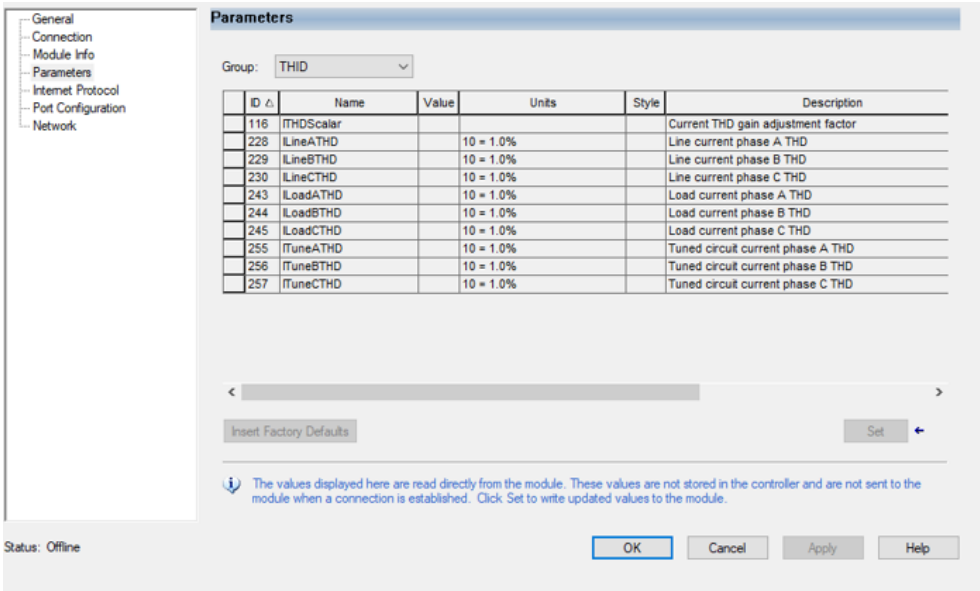 General
Connection
Module Info
Parameters
Internet Protocol
Port Configuration
Network
Parameters
Group: THID
ID Name Value Units Style Description
116 ITHDScalar Current THD gain adjustment factor
228 ILineATHD 10 = 1.0% Line current phase A THD
229 ILineBTHD 10 = 1.0% Line current phase B THD
230 ILineCTHD 10 = 1.0% Line current phase C THD
243 ILoadATHD 10 = 1.0% Load current phase A THD
244 ILoadBTHD 10 = 1.0% Load current phase B THD
245 ILoadCTHD 10 = 1.0% Load current phase C THD
255 ITuneATHD 10 = 1.0% Tuned circuit current phase A THD
256 ITuneBTHD 10 = 1.0% Tuned circuit current phase B THD
257 ITuneCTHD 10 = 1.0% Tuned circuit current phase C THD
Insert Factory Defaults Set
The values displayed here are read directly from the module. These values are not stored in the controller and are not sent to the
module when a connection is established. Click Set to write updated values to the module.
Status: Offline
OK Cancel Apply Help